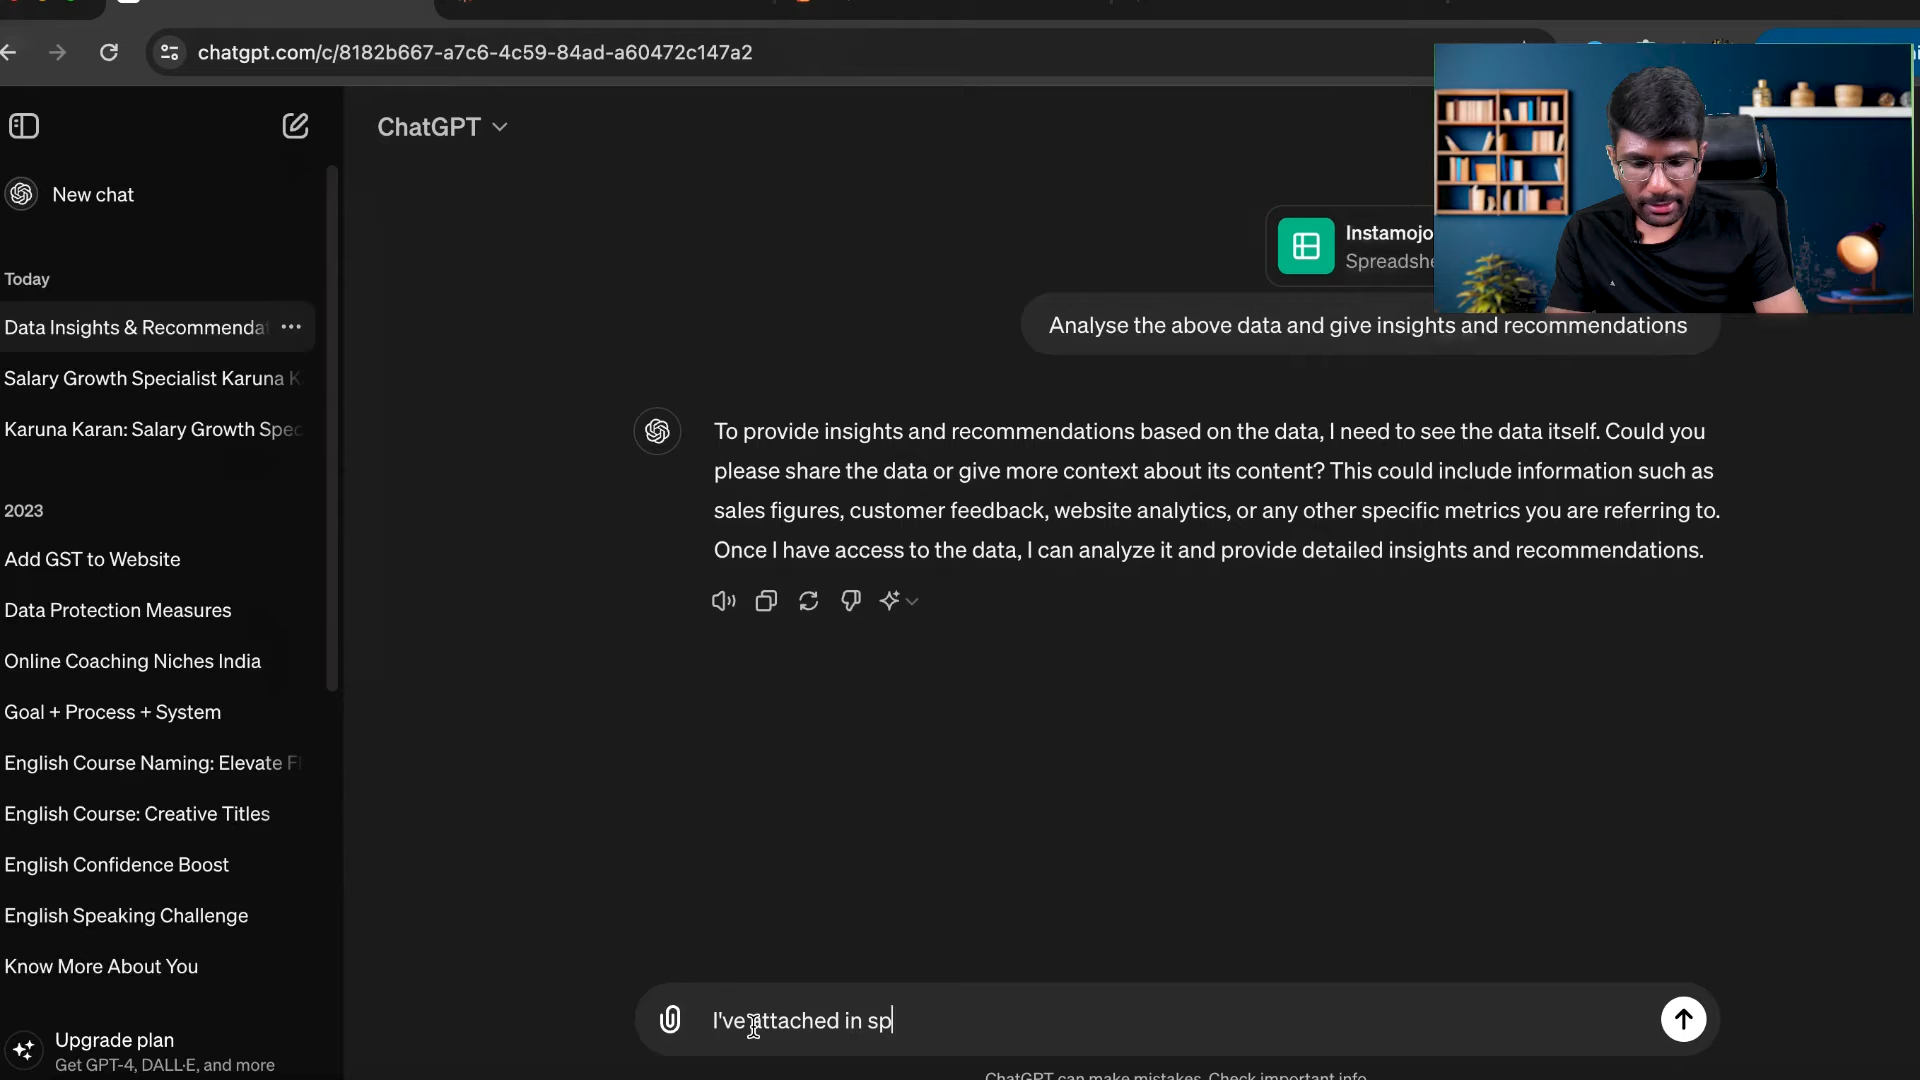 chatgpt.com/c/8182b667-a7c6-4c59-84ad-a60472c147a2
ChatGPT
New chat
Today
Data Insights & Recommendat
Salary Growth Specialist Karuna K
Karuna Karan: Salary Growth Spec
2023
Add GST to Website
Data Protection Measures
Online Coaching Niches India
Goal + Process + System
English Course Naming: Elevate Fl
English Course: Creative Titles
English Confidence Boost
English Speaking Challenge
Know More About You
Upgrade plan
Get GPT-4, DALL·E, and more
Instamojo
Spreadshe
Analyse the above data and give insights and recommendations
To provide insights and recommendations based on the data, I need to see the data itself. Could you
please share the data or give more context about its content? This could include information such as
sales figures, customer feedback, website analytics, or any other specific metrics you are referring to.
Once I have access to the data, I can analyze it and provide detailed insights and recommendations.
I've attached in sp
ChatGPT can make mistakes. Check important info.